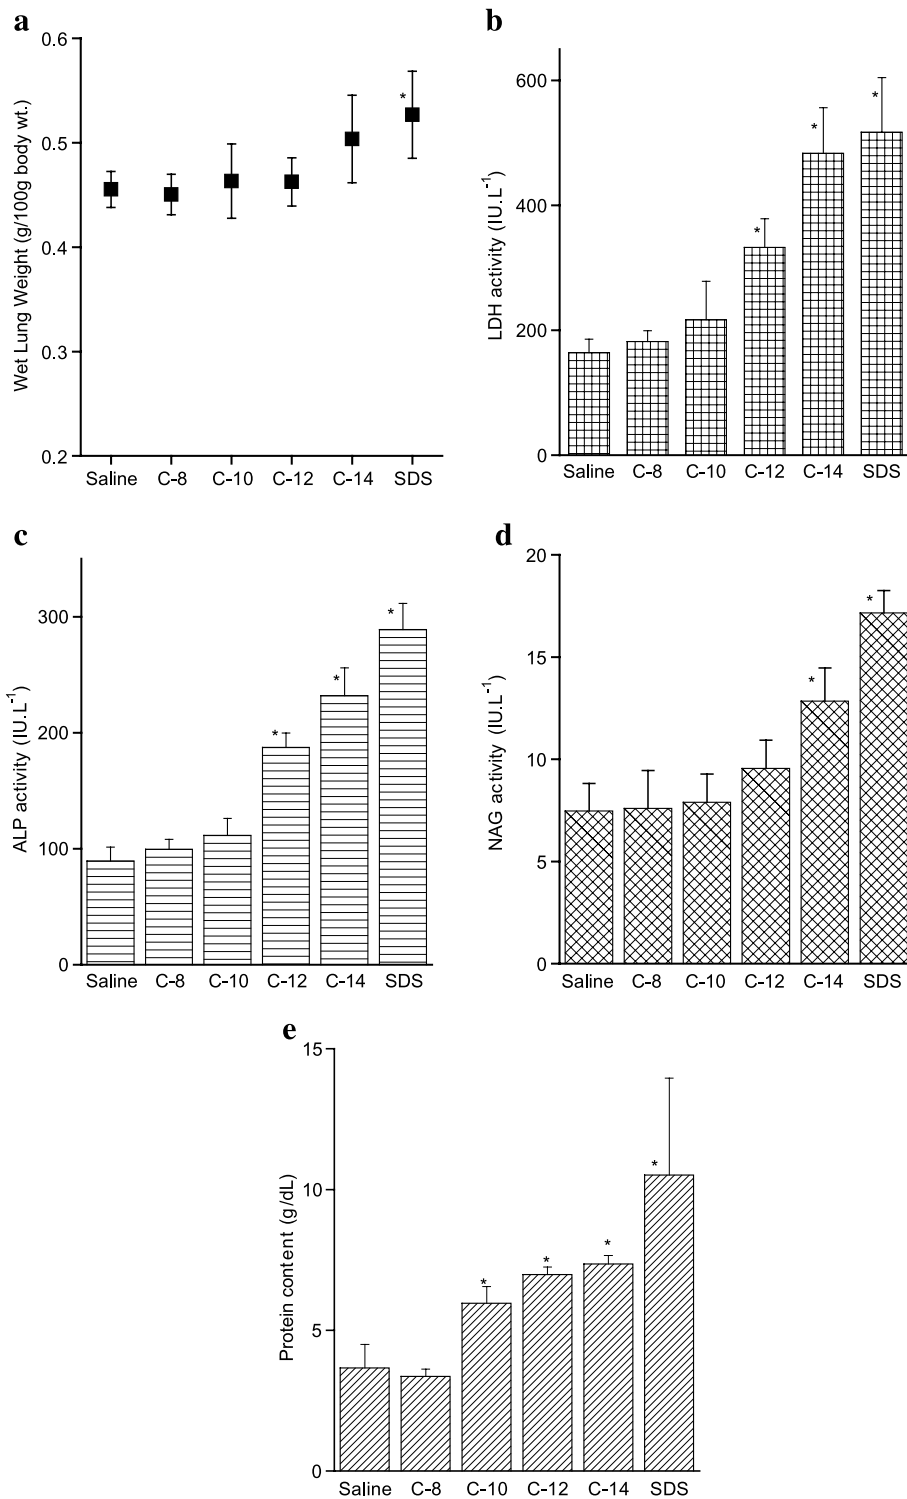 a
0.6
0.5
0.4
0.3
0.2
Wet Lung Weight (g/100g body wt.)
*
Saline C-8 C-10 C-12 C-14 SDS
b
600
400
200
0
LDH activity (IU.L⁻¹)
* * *
Saline C-8 C-10 C-12 C-14 SDS
c
300
200
100
0
ALP activity (IU.L⁻¹)
* * *
Saline C-8 C-10 C-12 C-14 SDS
d
20
15
10
5
0
NAG activity (IU.L⁻¹)
* *
Saline C-8 C-10 C-12 C-14 SDS
e
15
10
5
0
Protein content (g/dL)
* * * *
Saline C-8 C-10 C-12 C-14 SDS